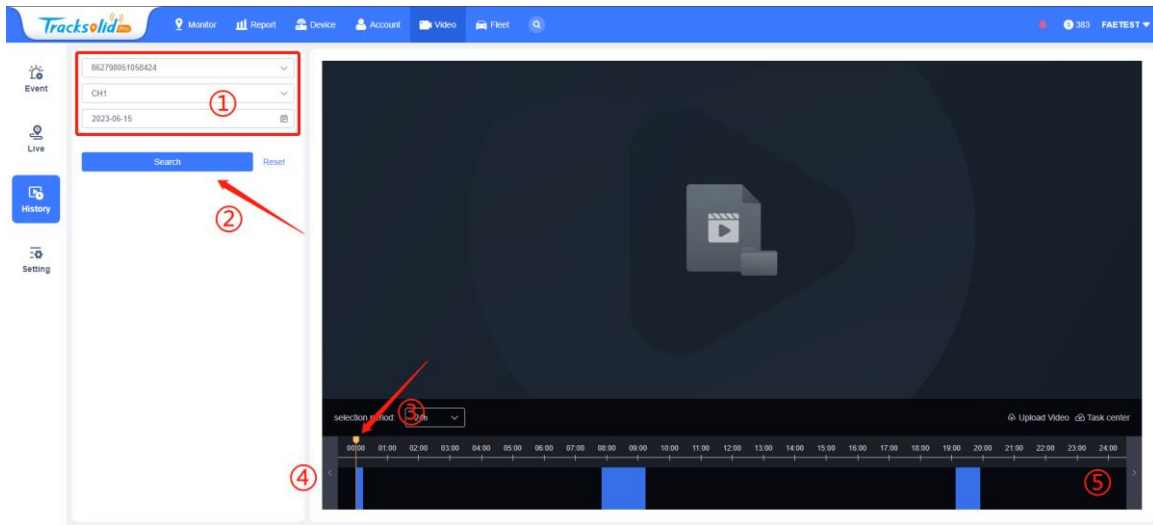 Tracksolid PRO Monitor Report Device Account Video Fleet 383 FAETEST
Event
Live
History
Setting
862798051058424
CH1
2023-06-15
①
Search Reset
②
selection period: 24h
③
Upload Video Task center
00:00 01:00 02:00 03:00 04:00 05:00 06:00 07:00 08:00 09:00 10:00 11:00 12:00 13:00 14:00 15:00 16:00 17:00 18:00 19:00 20:00 21:00 22:00 23:00 24:00
④ ⑤